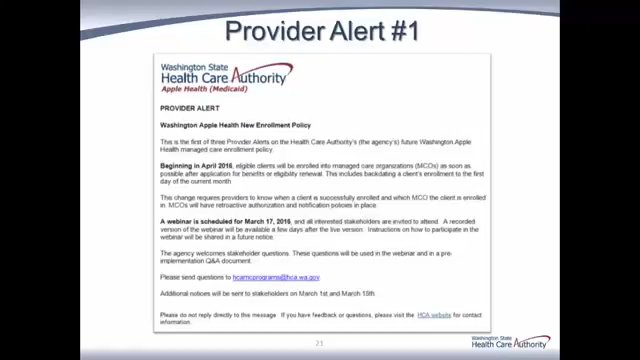 Provider Alert #1
Washington State
Health Care Authority
Apple Health (Medicaid)
PROVIDER ALERT
Washington Apple Health New Enrollment Policy
This is the first of three Provider Alerts on the Health Care Authority's (the agency's) future Washington Apple
Health managed care enrollment policy.
Beginning in April 2016, eligible clients will be enrolled into managed care organizations (MCOs) as soon as
possible after application for benefits or eligibility renewal. This includes backdating a client's enrollment to the first
day of the current month.
This change requires providers to know when a client is successfully enrolled and which MCO the client is enrolled
in. MCOs will have retroactive authorization and notification policies in place.
A webinar is scheduled for March 17, 2016, and all interested stakeholders are invited to attend. A recorded
version of the webinar will be available a few days after the live version. Instructions on how to participate in the
webinar will be shared in a future notice.
The agency welcomes stakeholder questions. These questions will be used in the webinar and in a pre-
implementation Q&A document.
Please send questions to hcamcprograms@hca.wa.gov.
Additional notices will be sent to stakeholders on March 1st and March 15th.
Please do not reply directly to this message. If you have feedback or questions, please visit the HCA website for contact
information.
21
Washington State
Health Care Authority